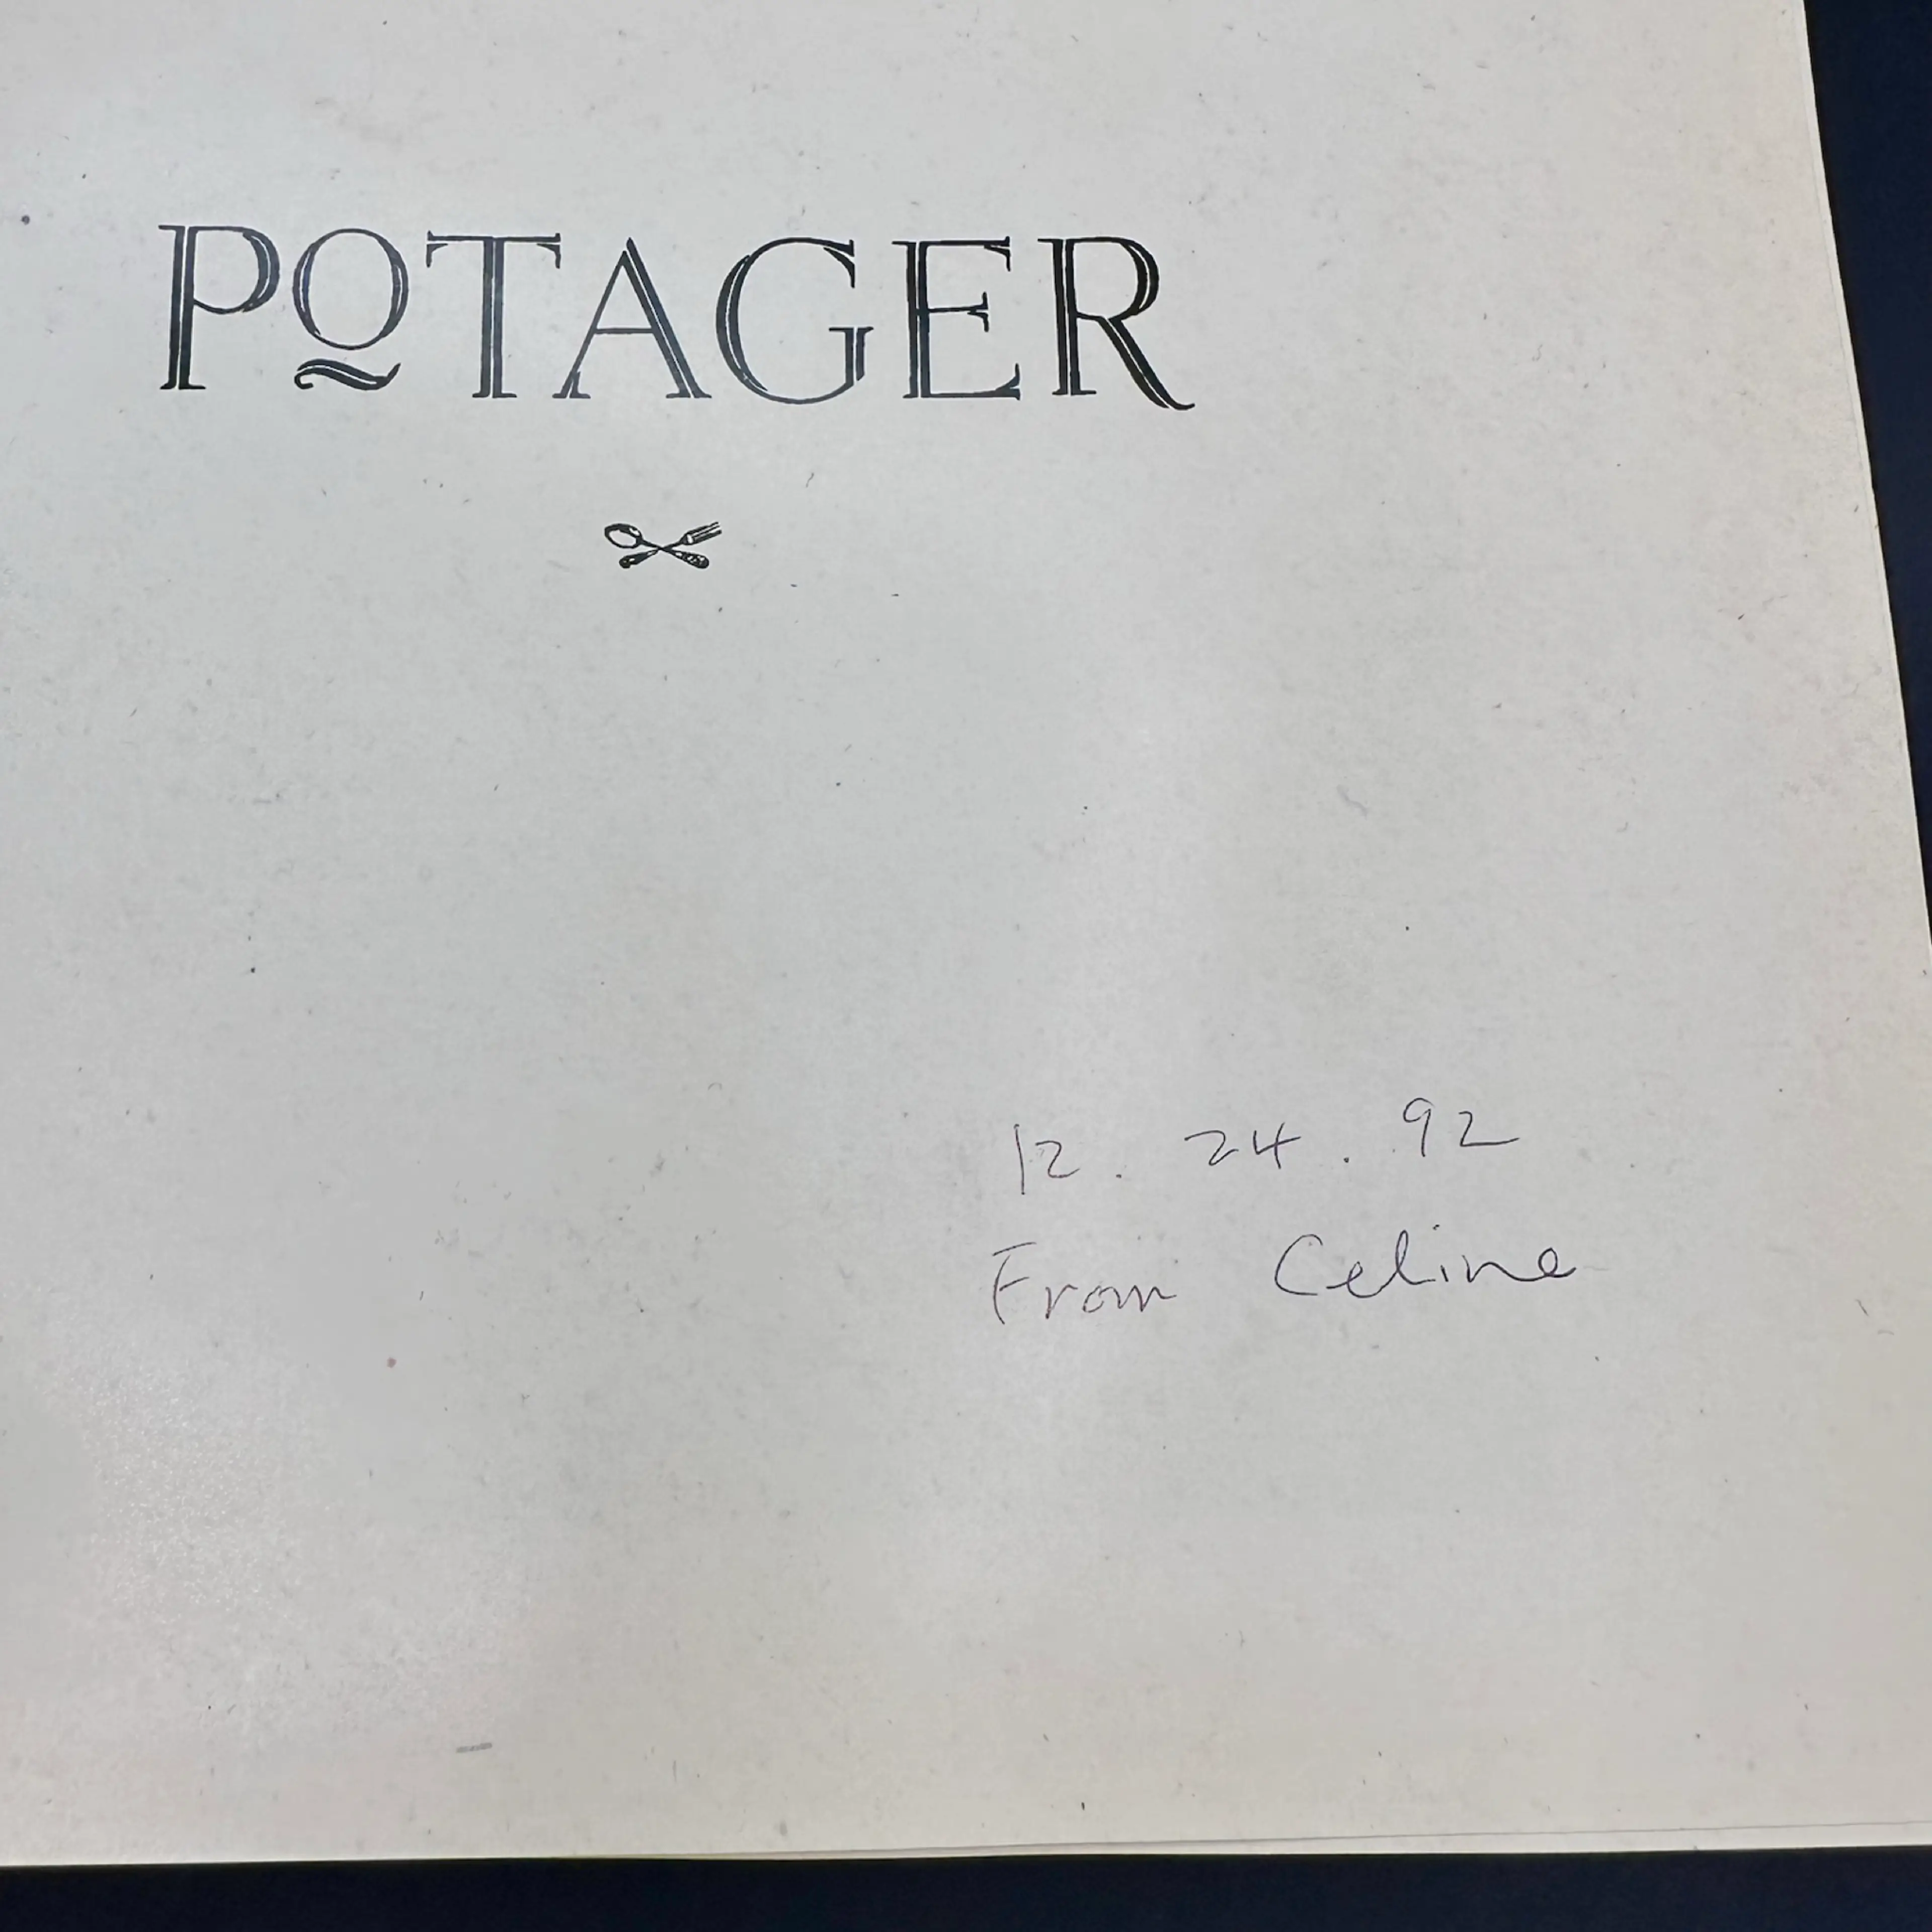 POTAGER
12. 24. 92
From Celine